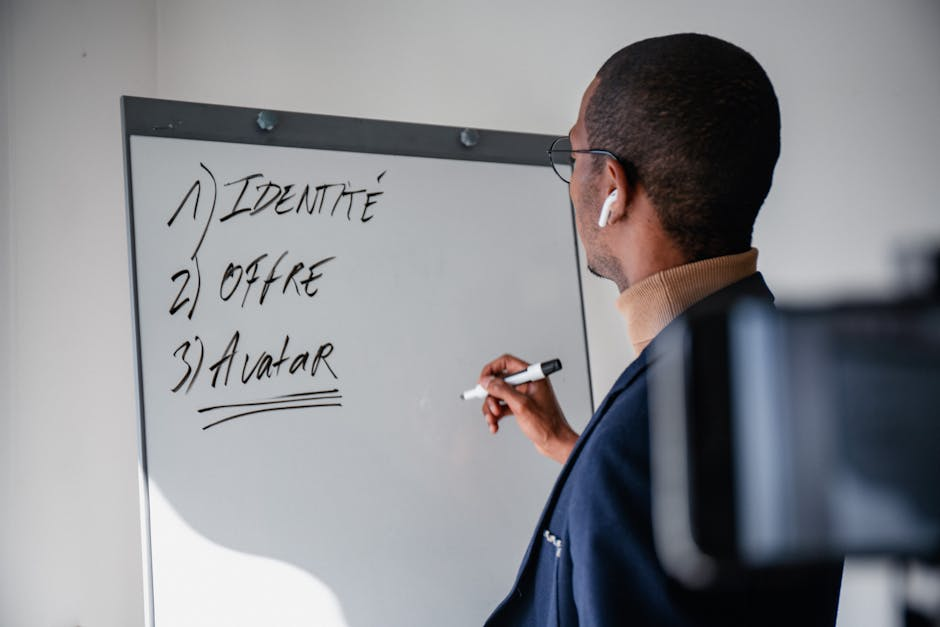 1) IDENTITÉ
2) OFFRE
3) Avatar